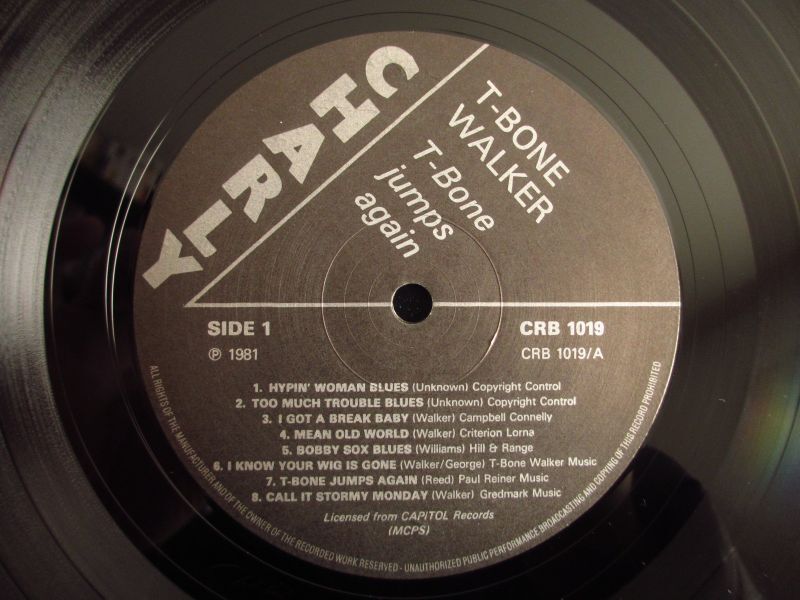 CHARLY
T-BONE
WALKER
T-Bone
jumps
again
SIDE 1
CRB 1019
℗ 1981
CRB 1019/A
1. HYPIN' WOMAN BLUES (Unknown) Copyright Control
2. TOO MUCH TROUBLE BLUES (Unknown) Copyright Control
3. I GOT A BREAK BABY (Walker) Campbell Connelly
4. MEAN OLD WORLD (Walker) Criterion Lorna
5. BOBBY SOX BLUES (Williams) Hill & Range
6. I KNOW YOUR WIG IS GONE (Walker/George) T-Bone Walker Music
7. T-BONE JUMPS AGAIN (Reed) Paul Reiner Music
8. CALL IT STORMY MONDAY (Walker) Gredmark Music
Licensed from CAPITOL Records
(MCPS)
ALL RIGHTS OF THE MANUFACTURER AND OF THE OWNER OF THE RECORDED WORK RESERVED - UNAUTHORIZED PUBLIC PERFORMANCE BROADCASTING AND COPYING OF THIS RECORD PROHIBITED